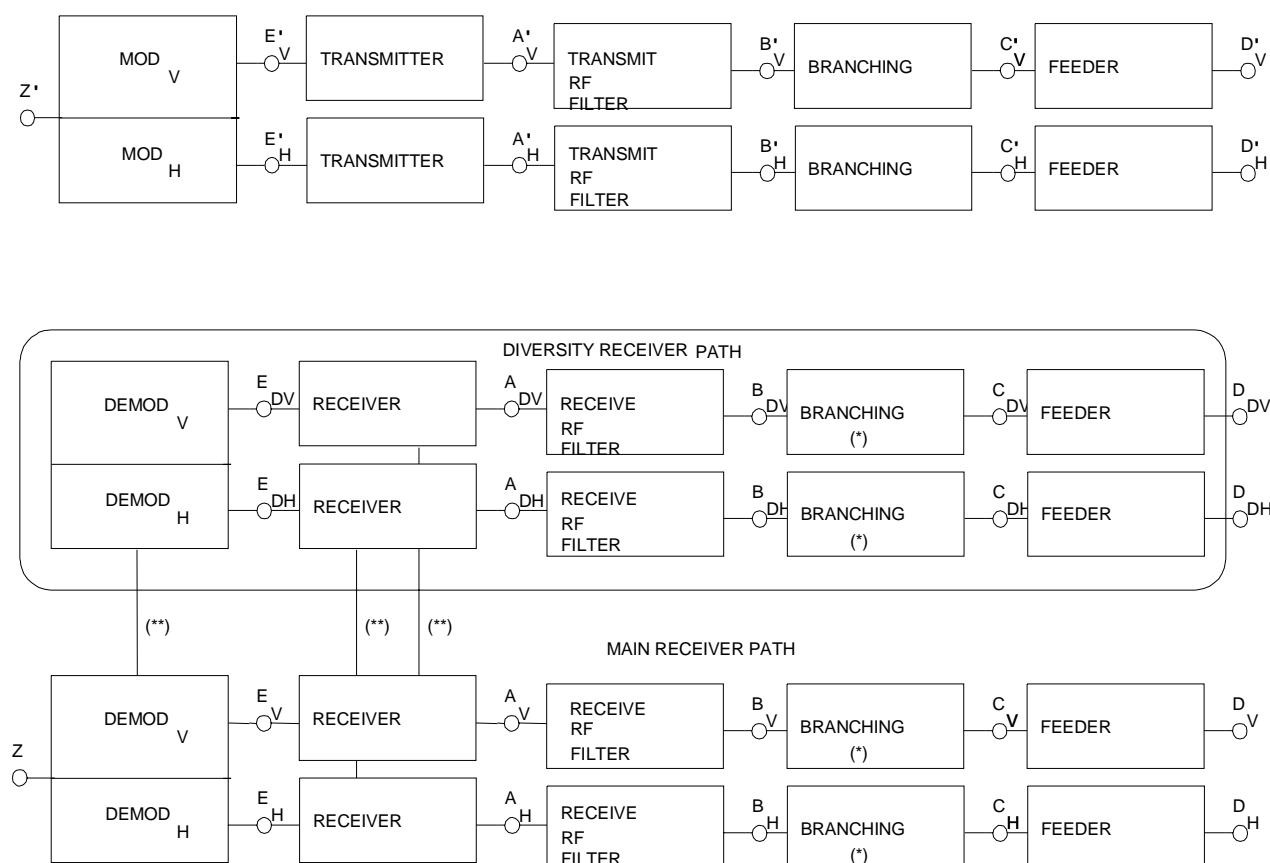 E' V A' V B' V C' V D' V
MOD V TRANSMITTER TRANSMIT BRANCHING FEEDER
RF
FILTER
Z'
E' H A' H B' H C' H D' H
MOD H TRANSMITTER TRANSMIT BRANCHING FEEDER
RF
FILTER
DIVERSITY RECEIVER PATH
E DV A DV B DV C DV D DV
DEMOD V RECEIVER RECEIVE BRANCHING FEEDER
RF
(*)
FILTER
E DH A DH B DH C DH D DH
DEMOD H RECEIVER RECEIVE BRANCHING FEEDER
RF
(*)
FILTER
(**) (**) (**)
MAIN RECEIVER PATH
E V A V B V C V D V
DEMOD V RECEIVER RECEIVE BRANCHING FEEDER
RF
(*)
FILTER
Z
E H A H B H C H D H
DEMOD H RECEIVER RECEIVE BRANCHING FEEDER
RF
(*)
FILTER